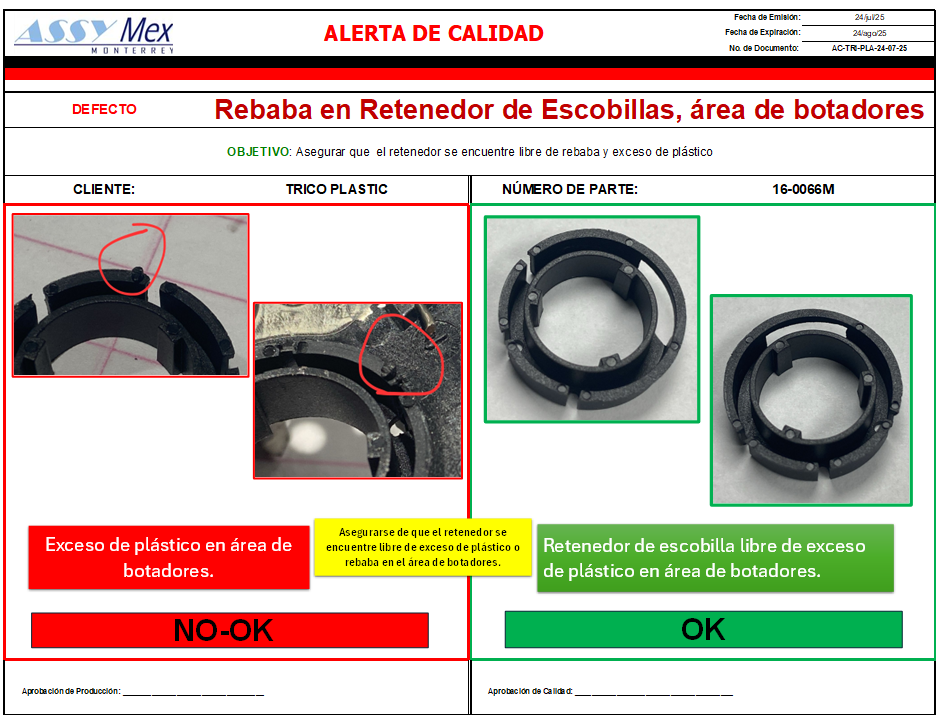 ASSY Mex
MONTERREY
ALERTA DE CALIDAD
Fecha de Emisión: 24/jul/25
Fecha de Expiración: 24/ago/25
No. de Documento: AC-TRI-PLA-24-07-25
DEFECTO
Rebaba en Retenedor de Escobillas, área de botadores
OBJETIVO: Asegurar que el retenedor se encuentre libre de rebaba y exceso de plástico
CLIENTE: TRICO PLASTIC
NÚMERO DE PARTE: 16-0066M
Exceso de plástico en área de
botadores.
Asegurarse de que el retenedor se
encuentre libre de exceso de plástico o
rebaba en el área de botadores.
Retenedor de escobilla libre de exceso
de plástico en área de botadores.
NO-OK
OK
Aprobación de Producción: ____________________________
Aprobación de Calidad: ____________________________